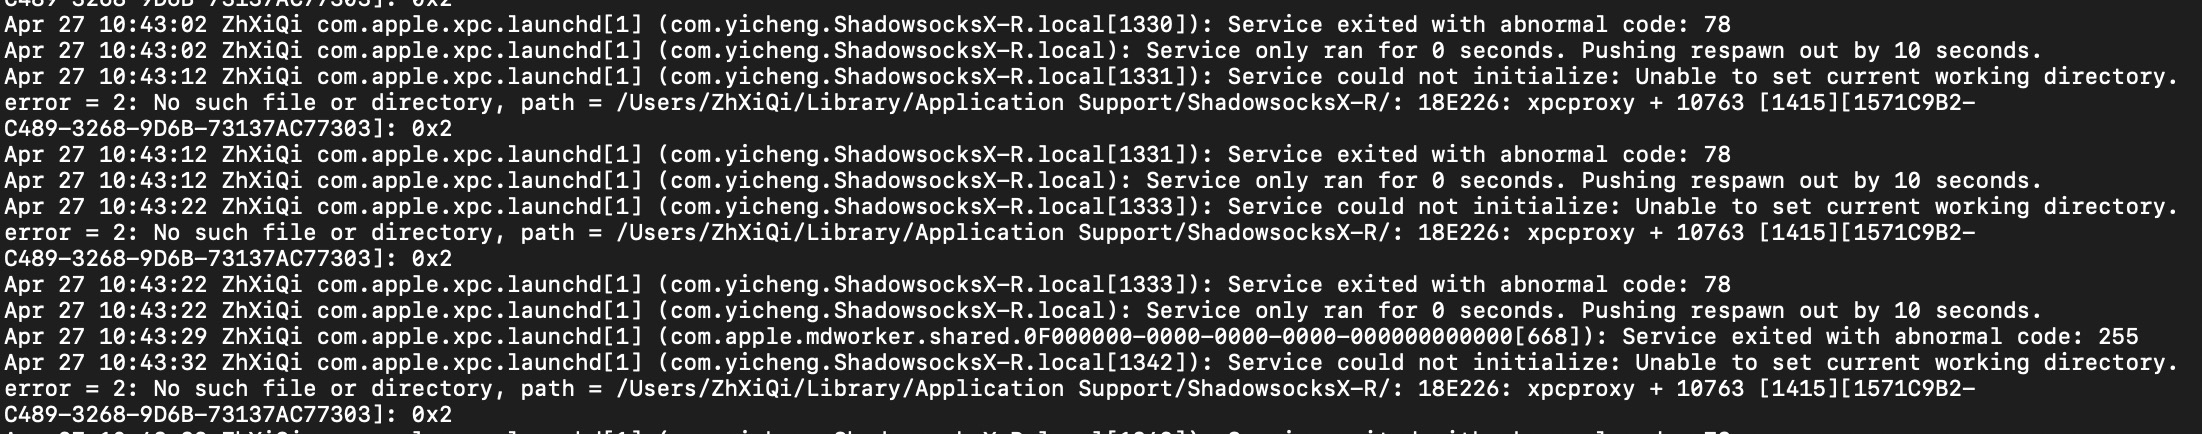 C489-3268-9D6B-73137AC77303]: 0x2
Apr 27 10:43:02 ZhXiQi com.apple.xpc.launchd[1] (com.yicheng.ShadowsocksX-R.local[1330]): Service exited with abnormal code: 78
Apr 27 10:43:02 ZhXiQi com.apple.xpc.launchd[1] (com.yicheng.ShadowsocksX-R.local): Service only ran for 0 seconds. Pushing respawn out by 10 seconds.
Apr 27 10:43:12 ZhXiQi com.apple.xpc.launchd[1] (com.yicheng.ShadowsocksX-R.local[1331]): Service could not initialize: Unable to set current working directory.
error = 2: No such file or directory, path = /Users/ZhXiQi/Library/Application Support/ShadowsocksX-R/: 18E226: xpcproxy + 10763 [1415][1571C9B2-
C489-3268-9D6B-73137AC77303]: 0x2
Apr 27 10:43:12 ZhXiQi com.apple.xpc.launchd[1] (com.yicheng.ShadowsocksX-R.local[1331]): Service exited with abnormal code: 78
Apr 27 10:43:12 ZhXiQi com.apple.xpc.launchd[1] (com.yicheng.ShadowsocksX-R.local): Service only ran for 0 seconds. Pushing respawn out by 10 seconds.
Apr 27 10:43:22 ZhXiQi com.apple.xpc.launchd[1] (com.yicheng.ShadowsocksX-R.local[1333]): Service could not initialize: Unable to set current working directory.
error = 2: No such file or directory, path = /Users/ZhXiQi/Library/Application Support/ShadowsocksX-R/: 18E226: xpcproxy + 10763 [1415][1571C9B2-
C489-3268-9D6B-73137AC77303]: 0x2
Apr 27 10:43:22 ZhXiQi com.apple.xpc.launchd[1] (com.yicheng.ShadowsocksX-R.local[1333]): Service exited with abnormal code: 78
Apr 27 10:43:22 ZhXiQi com.apple.xpc.launchd[1] (com.yicheng.ShadowsocksX-R.local): Service only ran for 0 seconds. Pushing respawn out by 10 seconds.
Apr 27 10:43:29 ZhXiQi com.apple.xpc.launchd[1] (com.apple.mdworker.shared.0F000000-0000-0000-0000-000000000000[668]): Service exited with abnormal code: 255
Apr 27 10:43:32 ZhXiQi com.apple.xpc.launchd[1] (com.yicheng.ShadowsocksX-R.local[1342]): Service could not initialize: Unable to set current working directory.
error = 2: No such file or directory, path = /Users/ZhXiQi/Library/Application Support/ShadowsocksX-R/: 18E226: xpcproxy + 10763 [1415][1571C9B2-
C489-3268-9D6B-73137AC77303]: 0x2